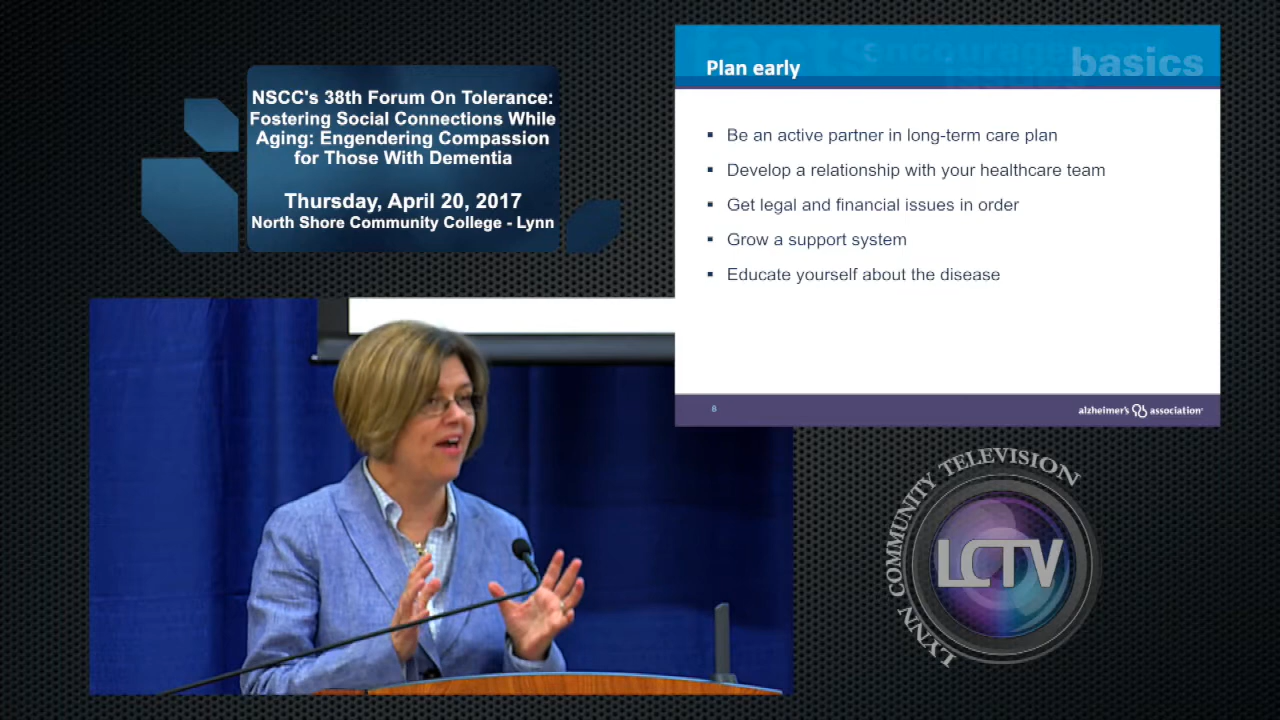 NSCC's 38th Forum On Tolerance:
Fostering Social Connections While
Aging: Engendering Compassion
for Those With Dementia
Thursday, April 20, 2017
North Shore Community College - Lynn
facts encourage
basics
Plan early
▪ Be an active partner in long-term care plan
▪ Develop a relationship with your healthcare team
▪ Get legal and financial issues in order
▪ Grow a support system
▪ Educate yourself about the disease
8
alzheimer's association
LYNN COMMUNITY TELEVISION
LCTV